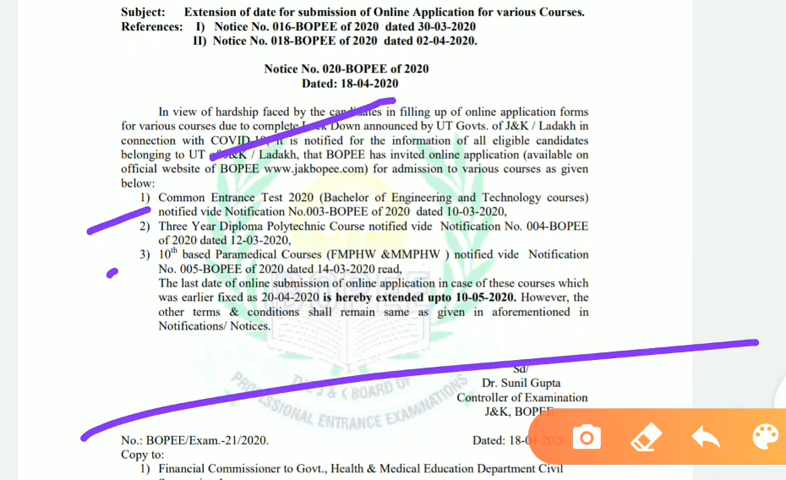 Subject: Extension of date for submission of Online Application for various Courses.
References: I) Notice No. 016-BOPEE of 2020 dated 30-03-2020
II) Notice No. 018-BOPEE of 2020 dated 02-04-2020.
Notice No. 020-BOPEE of 2020
Dated: 18-04-2020
In view of hardship faced by the candidates in filling up of online application forms
for various courses due to complete Lock Down announced by UT Govts. of J&K / Ladakh in
connection with COVID 19, it is notified for the information of all eligible candidates
belonging to UT of J&K / Ladakh, that BOPEE has invited online application (available on
official website of BOPEE www.jakbopee.com) for admission to various courses as given
below:
1) Common Entrance Test 2020 (Bachelor of Engineering and Technology courses)
notified vide Notification No.003-BOPEE of 2020 dated 10-03-2020,
2) Three Year Diploma Polytechnic Course notified vide Notification No. 004-BOPEE
of 2020 dated 12-03-2020,
3) 10th based Paramedical Courses (FMPHW &MMPHW ) notified vide Notification
No. 005-BOPEE of 2020 dated 14-03-2020 read,
The last date of online submission of online application in case of these courses which
was earlier fixed as 20-04-2020 is hereby extended upto 10-05-2020. However, the
other terms & conditions shall remain same as given in aforementioned in
Notifications/ Notices.
BOPEE
THE J & K BOARD OF
PROFESSIONAL ENTRANCE EXAMINATIONS
Sd/
Dr. Sunil Gupta
Controller of Examination
J&K, BOPEE
No.: BOPEE/Exam.-21/2020. Dated: 18-04-2020
Copy to:
1) Financial Commissioner to Govt., Health & Medical Education Department Civil